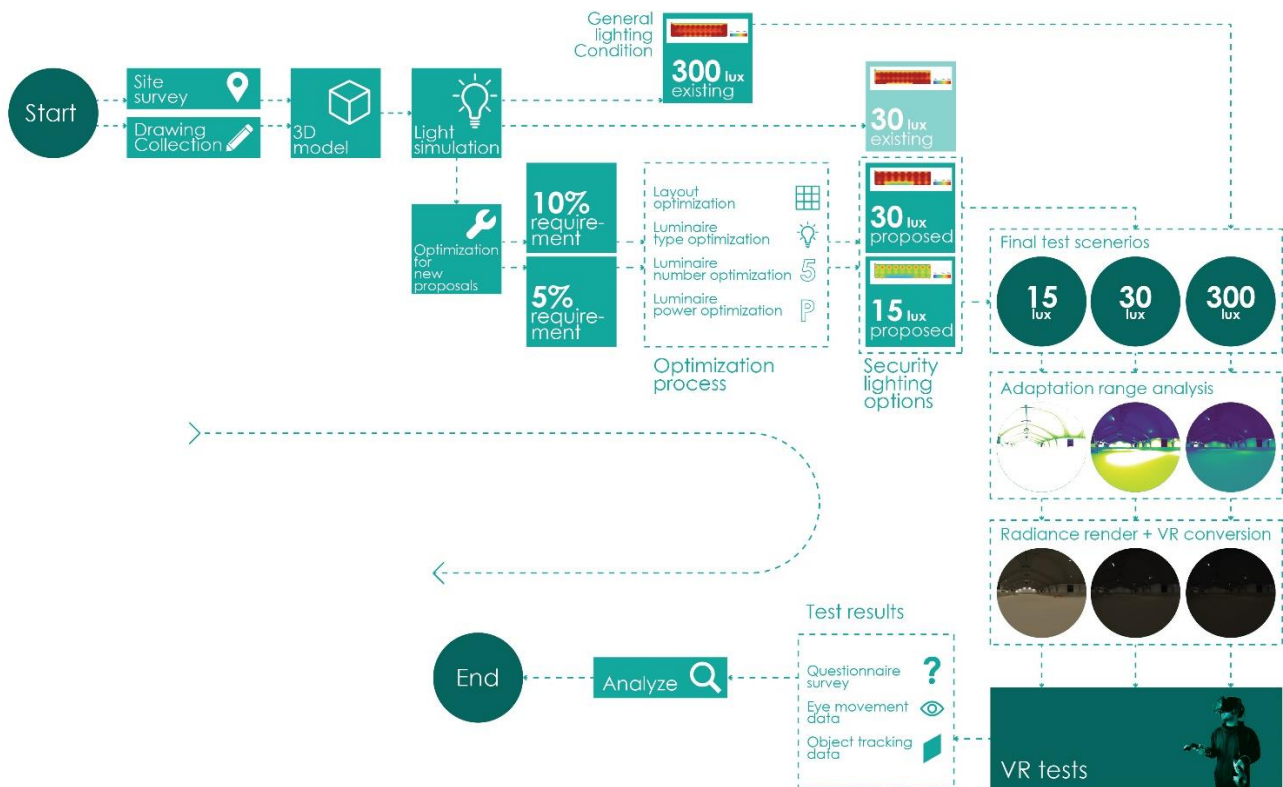 General
lighting
Condition
300 lux
existing
Start
Site
survey
Drawing
Collection
3D
model
Light
simulation
30 lux
existing
Optimization
for
new
proposals
10%
require-
ment
5%
require-
ment
Layout
optimization
Luminaire
type optimization
Luminaire
number optimization
5
Luminaire
power optimization
P
Optimization
process
30 lux
proposed
15 lux
proposed
Security
lighting
options
Final test scenerios
15
lux
30
lux
300
lux
Adaptation range analysis
Radiance render + VR conversion
VR tests
Test results
Questionnaire
survey
?
Eye movement
data
Object tracking
data
Analyze
End